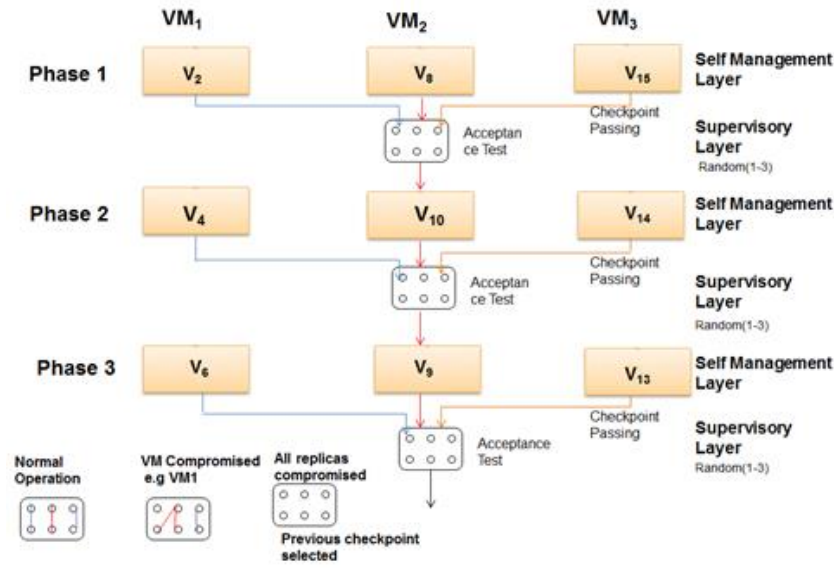 VM1 VM2 VM3
Phase 1 V2 V8 V15 Self Management
Layer
Checkpoint
Passing
Acceptan
ce Test
Supervisory
Layer
Random(1-3)
Phase 2 V4 V10 V14 Self Management
Layer
Checkpoint
Passing
Acceptan
ce Test
Supervisory
Layer
Random(1-3)
Phase 3 V6 V9 V13 Self Management
Layer
Checkpoint
Passing
Acceptance
Test
Supervisory
Layer
Random(1-3)
Normal
Operation
VM Compromised
e.g VM1
All replicas
compromised
Previous checkpoint
selected